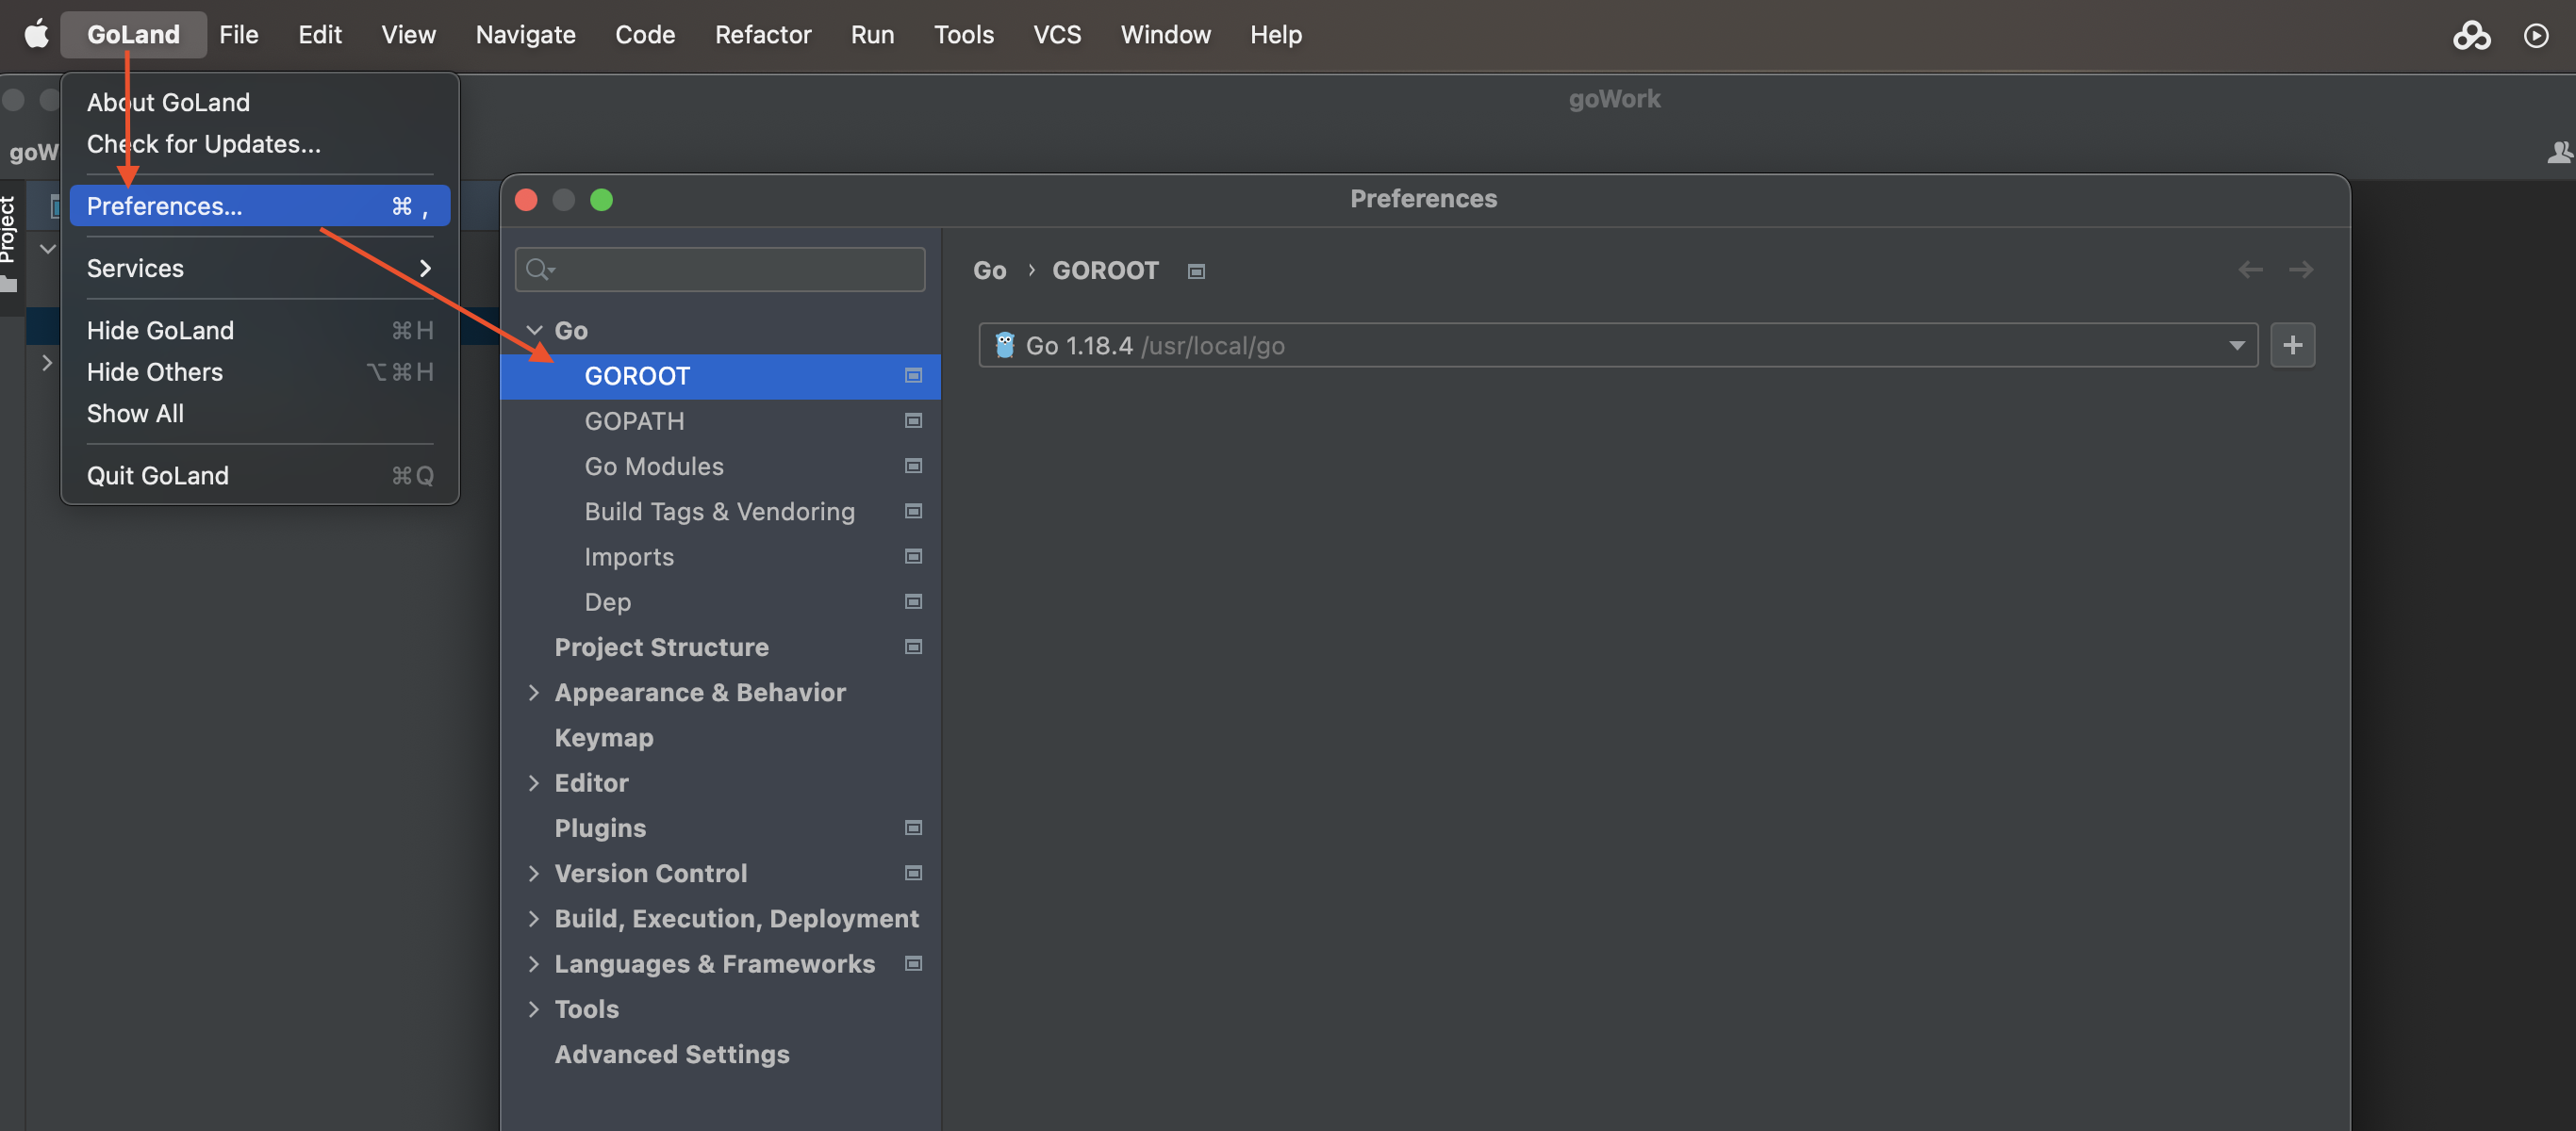 GoLand File Edit View Navigate Code Refactor Run Tools VCS Window Help
goWork
goW
Project
About GoLand
Check for Updates...
Preferences... ⌘ ,
Services
Hide GoLand ⌘H
Hide Others ⌥⌘H
Show All
Quit GoLand ⌘Q
Preferences
Go
GOROOT
GOPATH
Go Modules
Build Tags & Vendoring
Imports
Dep
Project Structure
Appearance & Behavior
Keymap
Editor
Plugins
Version Control
Build, Execution, Deployment
Languages & Frameworks
Tools
Advanced Settings
Go › GOROOT
Go 1.18.4 /usr/local/go